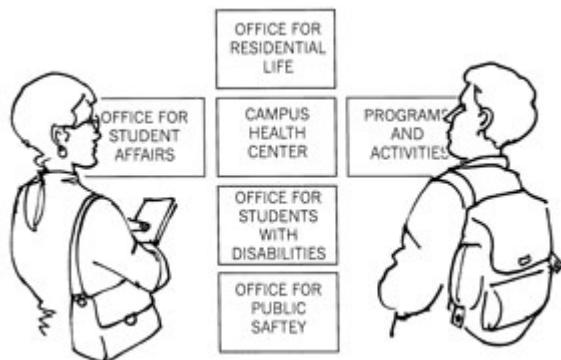 OFFICE FOR
RESIDENTIAL
LIFE
OFFICE FOR
STUDENT
AFFAIRS
CAMPUS
HEALTH
CENTER
PROGRAMS
AND
ACTIVITIES
OFFICE FOR
STUDENTS
WITH
DISABILITIES
OFFICE FOR
PUBLIC
SAFTEY